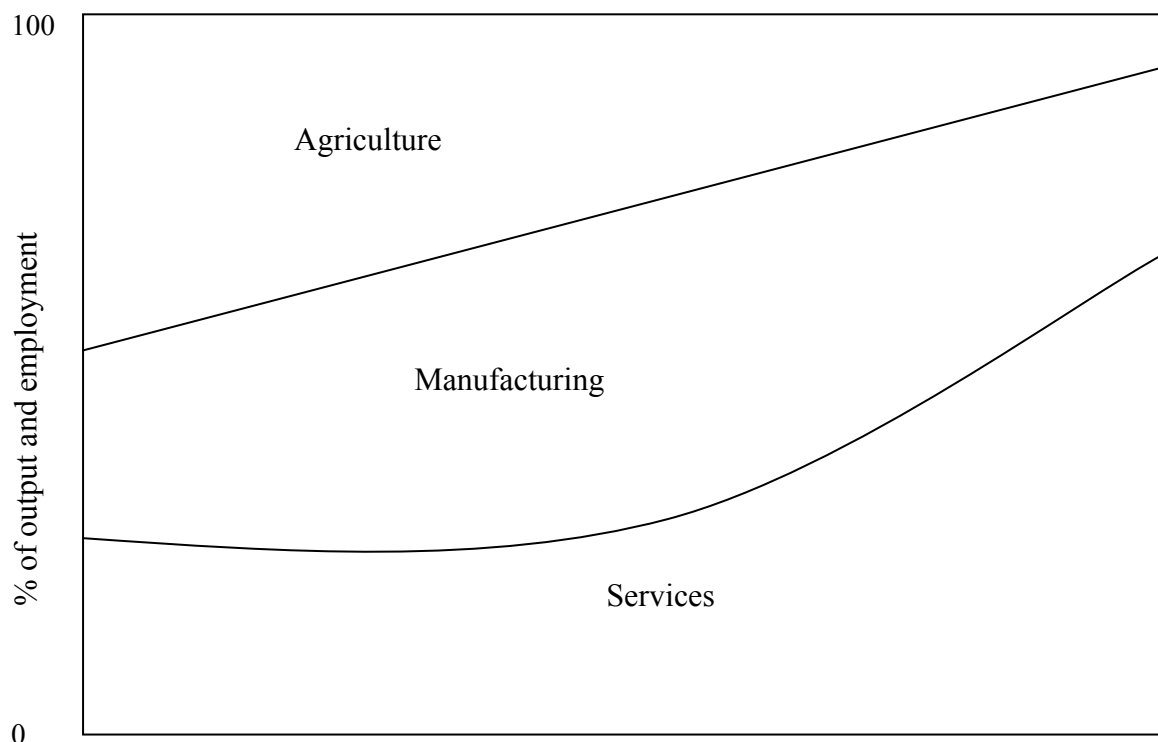 100
Agriculture
% of output and employment
Manufacturing
Services
0